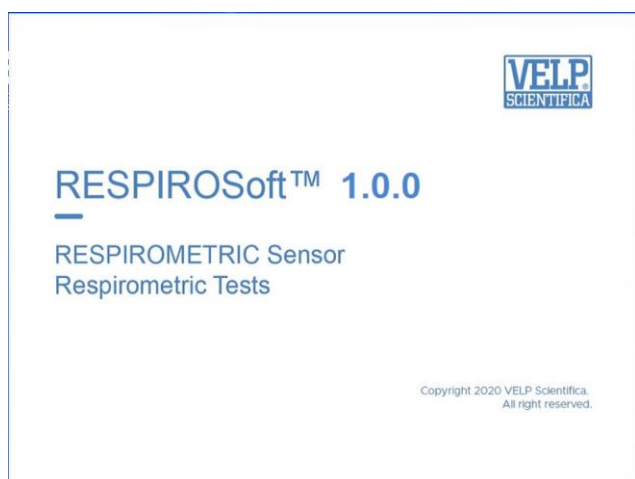 VELP®
SCIENTIFICA
RESPIROSoft™ 1.0.0
RESPIROMETRIC Sensor
Respirometric Tests
Copyright 2020 VELP Scientifica.
All right reserved.